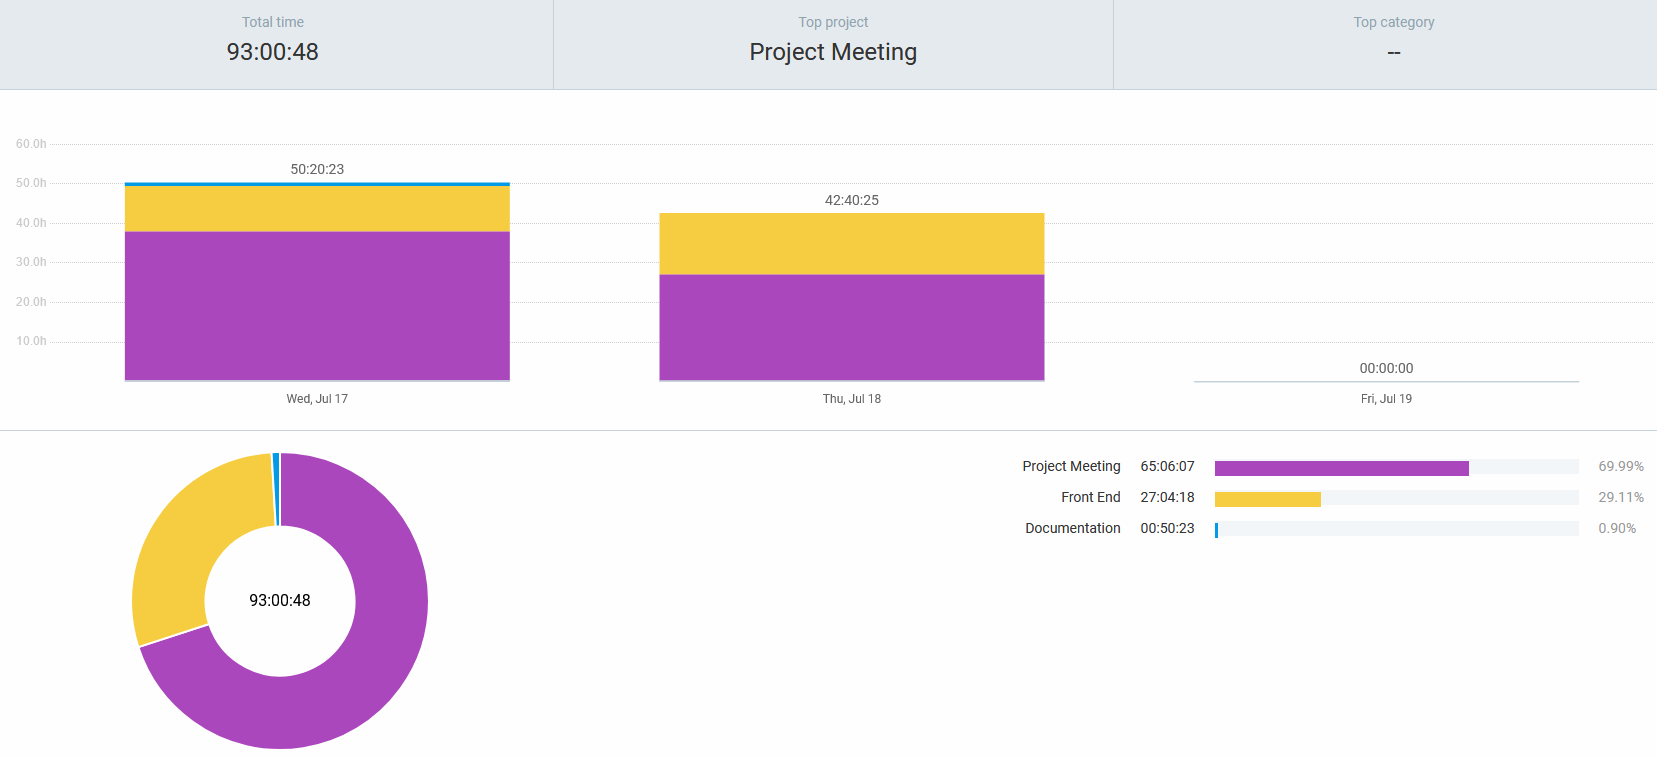 Total time
93:00:48
Top project
Project Meeting
Top category
--
60.0h
50.0h
40.0h
30.0h
20.0h
10.0h
50:20:23
42:40:25
00:00:00
Wed, Jul 17
Thu, Jul 18
Fri, Jul 19
93:00:48
Project Meeting 65:06:07 69.99%
Front End 27:04:18 29.11%
Documentation 00:50:23 0.90%